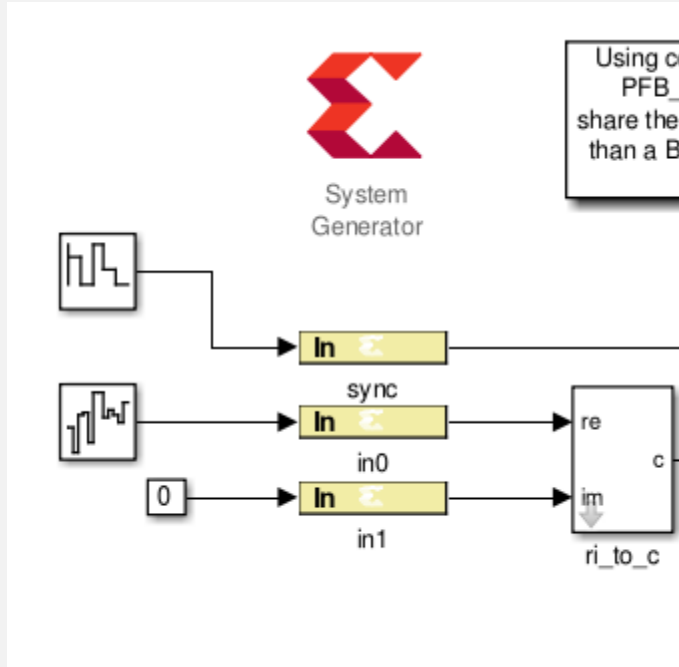 Using
PFB_
share the
than a B
System
Generator
In
sync
In
re
in0
c
0
In
im
in1
ri_to_c